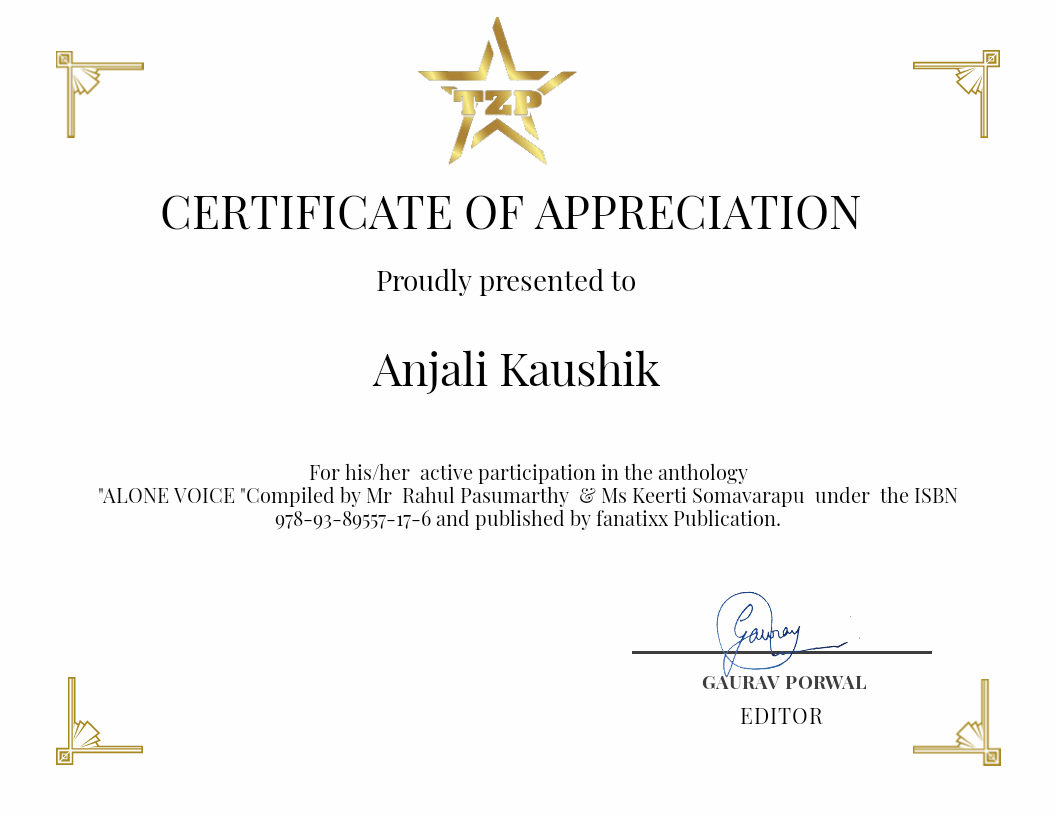 TZP
CERTIFICATE OF APPRECIATION
Proudly presented to
Anjali Kaushik
For his/her active participation in the anthology
"ALONE VOICE "Compiled by Mr Rahul Pasumarthy & Ms Keerti Somavarapu under the ISBN
978-93-89557-17-6 and published by fanatixx Publication.
Gaurav
GAURAV PORWAL
EDITOR